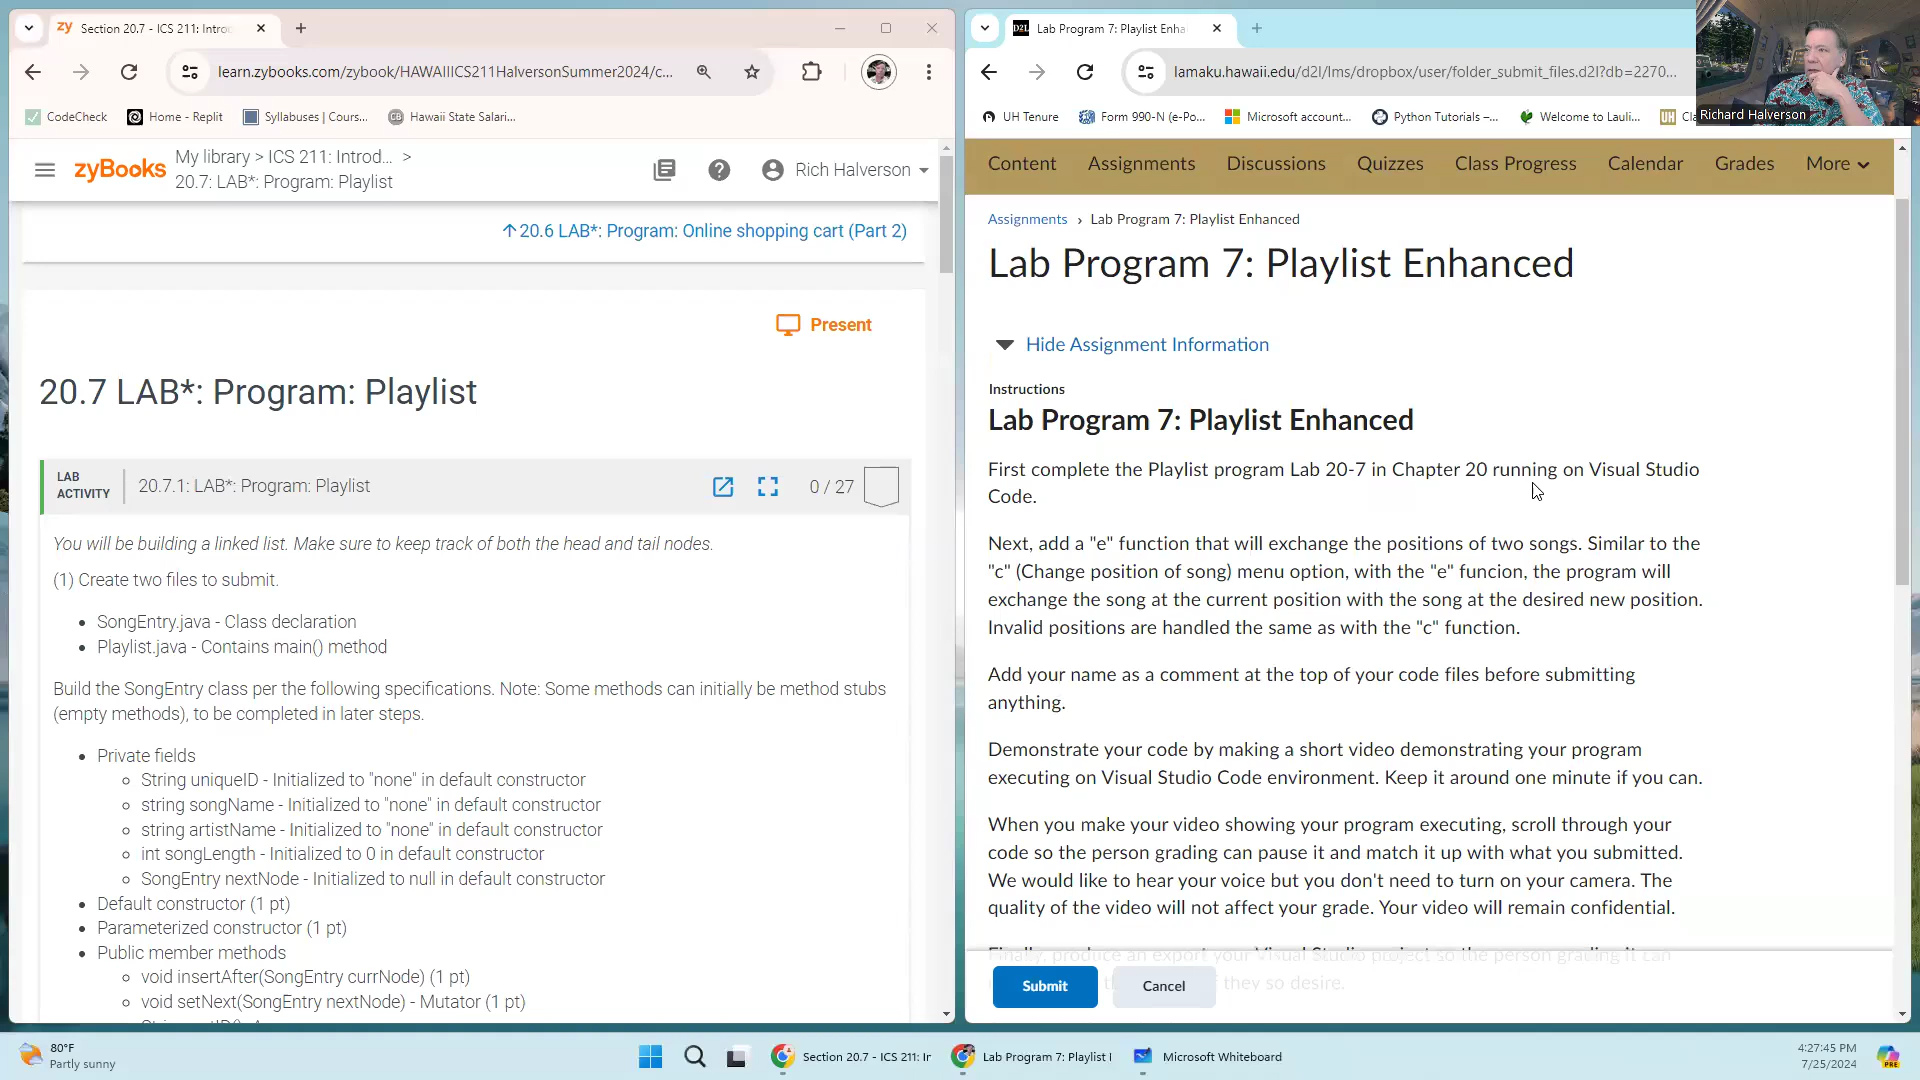 Section 20.7 - ICS 211: Introd
learn.zybooks.com/zybook/HAWAIIICS211HalversonSummer2024/c...
CodeCheck
Home - Replit
Syllabuses | Cours...
Hawaii State Salari...
zyBooks
My library > ICS 211: Introd... >
20.7: LAB*: Program: Playlist
Rich Halverson
20.6 LAB*: Program: Online shopping cart (Part 2)
Present
20.7 LAB*: Program: Playlist
LAB
ACTIVITY
20.7.1: LAB*: Program: Playlist
0 / 27
You will be building a linked list. Make sure to keep track of both the head and tail nodes.
(1) Create two files to submit.
SongEntry.java - Class declaration
Playlist.java - Contains main() method
Build the SongEntry class per the following specifications. Note: Some methods can initially be method stubs
(empty methods), to be completed in later steps.
Private fields
String uniqueID - Initialized to "none" in default constructor
string songName - Initialized to "none" in default constructor
string artistName - Initialized to "none" in default constructor
int songLength - Initialized to 0 in default constructor
SongEntry nextNode - Initialized to null in default constructor
Default constructor (1 pt)
Parameterized constructor (1 pt)
Public member methods
void insertAfter(SongEntry currNode) (1 pt)
void setNext(SongEntry nextNode) - Mutator (1 pt)
D2L
Lab Program 7: Playlist Enha
lamaku.hawaii.edu/d2l/lms/dropbox/user/folder_submit_files.d2l?db=2270...
UH Tenure
Form 990-N (e-Po...
Microsoft account...
Python Tutorials –...
Welcome to Lauli...
Richard Halverson
Content
Assignments
Discussions
Quizzes
Class Progress
Calendar
Grades
More
Assignments › Lab Program 7: Playlist Enhanced
Lab Program 7: Playlist Enhanced
Hide Assignment Information
Instructions
Lab Program 7: Playlist Enhanced
First complete the Playlist program Lab 20-7 in Chapter 20 running on Visual Studio
Code.
Next, add a "e" function that will exchange the positions of two songs. Similar to the
"c" (Change position of song) menu option, with the "e" funcion, the program will
exchange the song at the current position with the song at the desired new position.
Invalid positions are handled the same as with the "c" function.
Add your name as a comment at the top of your code files before submitting
anything.
Demonstrate your code by making a short video demonstrating your program
executing on Visual Studio Code environment. Keep it around one minute if you can.
When you make your video showing your program executing, scroll through your
code so the person grading can pause it and match it up with what you submitted.
We would like to hear your voice but you don't need to turn on your camera. The
quality of the video will not affect your grade. Your video will remain confidential.
Finally, produce an export your Visual Studio project so the person grading it can
they so desire.
Submit
Cancel
80°F
Partly sunny
Section 20.7 - ICS 211: Ir
Lab Program 7: Playlist I
Microsoft Whiteboard
4:27:45 PM
7/25/2024
PRE